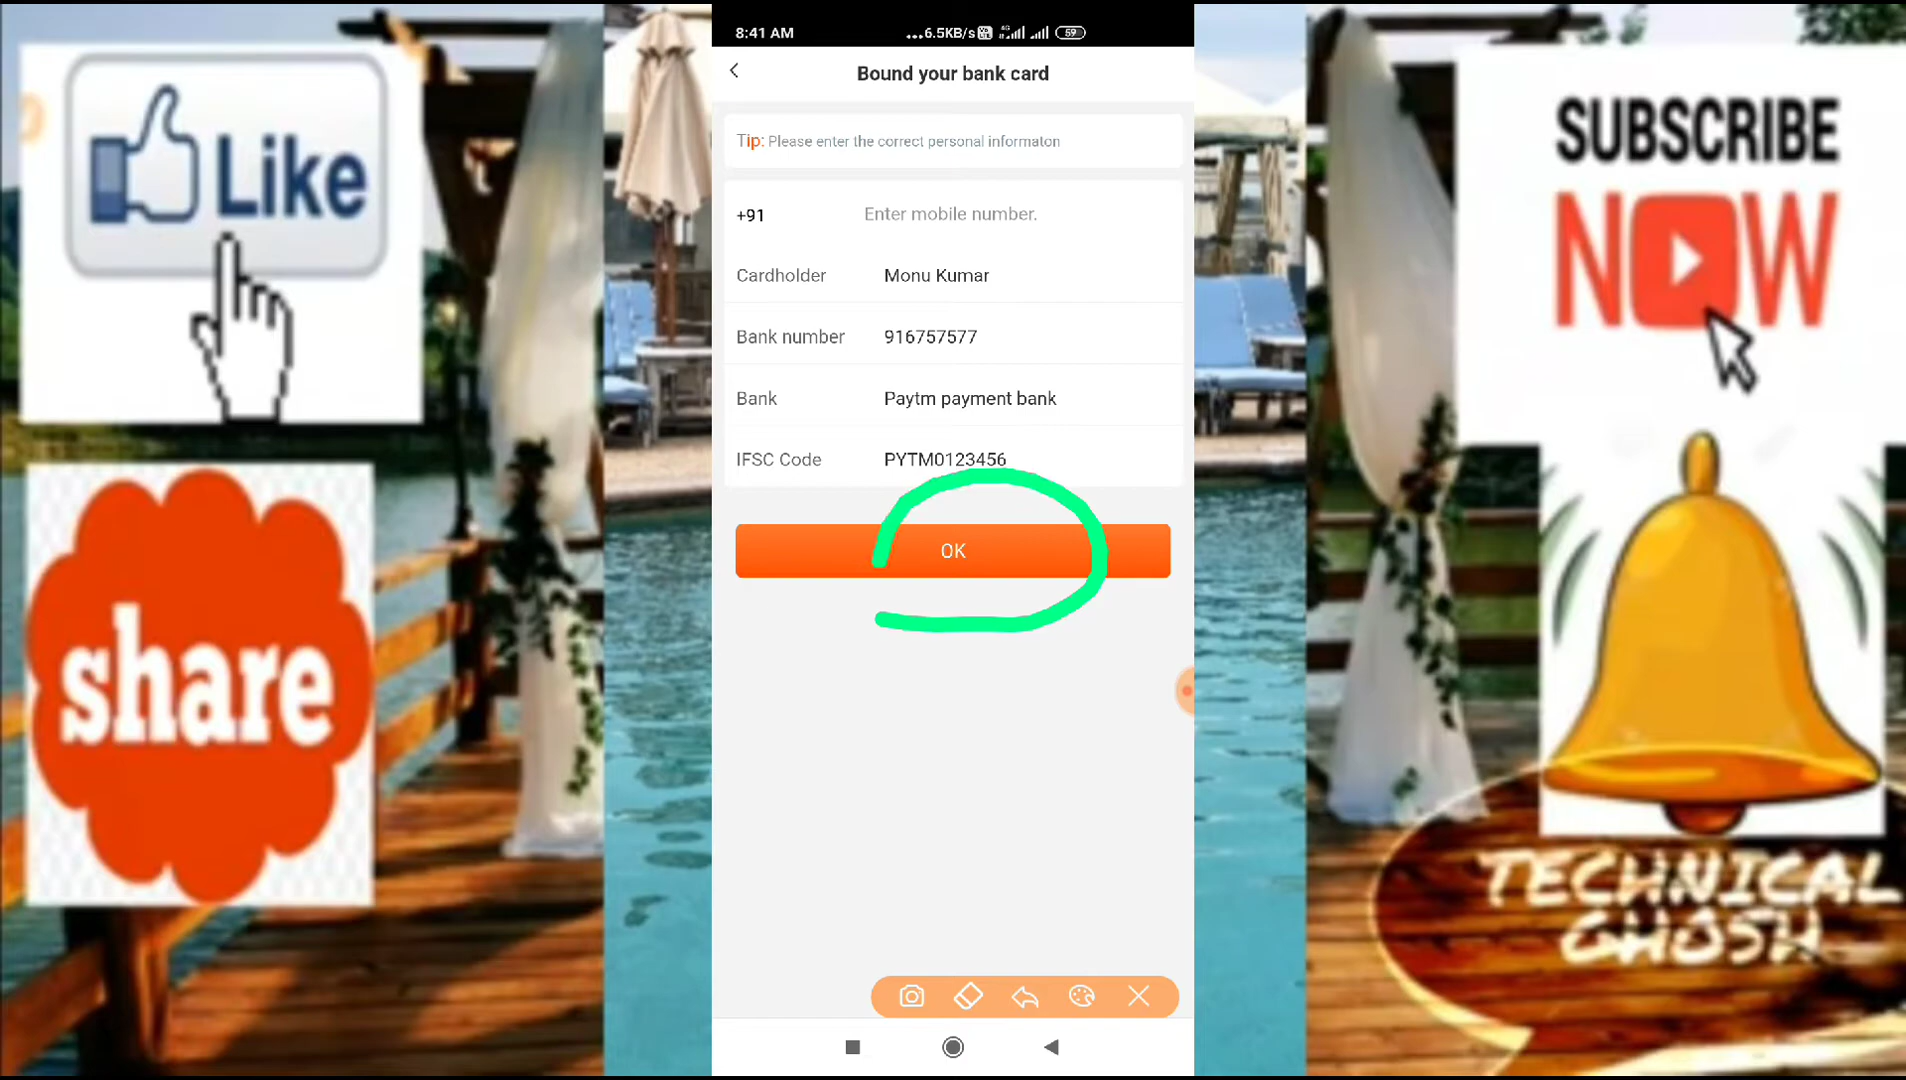 8:41 AM
...6.5KB/s
4G
59
Bound your bank card
Tip: Please enter the correct personal informaton
+91 Enter mobile number.
Cardholder Monu Kumar
Bank number 916757577
Bank Paytm payment bank
IFSC Code PYTM0123456
OK
Like
share
SUBSCRIBE
NOW
TECHNICAL
GHOSH